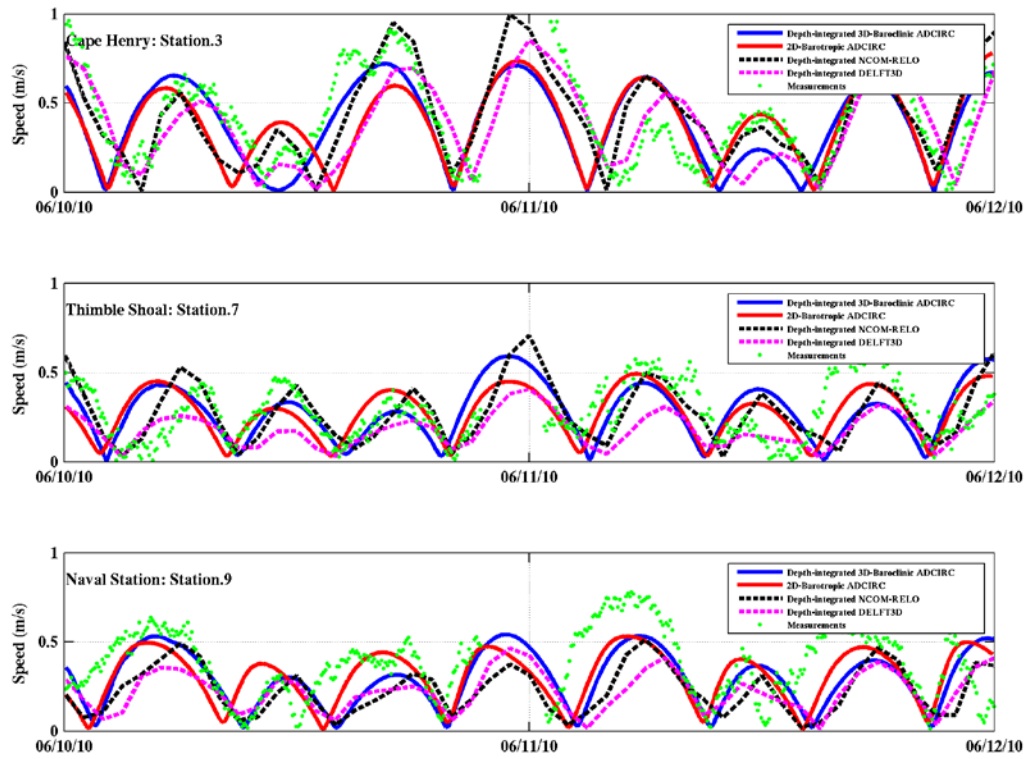 1
Cape Henry: Station.3
Depth-integrated 3D-Baroclinic ADCIRC
2D-Barotropic ADCIRC
Depth-integrated NCOM-RELO
Depth-integrated DELFT3D
Measurements
Speed (m/s)
0.5
0
06/10/10 06/11/10 06/12/10
1
Thimble Shoal: Station.7
Depth-integrated 3D-Baroclinic ADCIRC
2D-Barotropic ADCIRC
Depth-integrated NCOM-RELO
Depth-integrated DELFT3D
Measurements
Speed (m/s)
0.5
0
06/10/10 06/11/10 06/12/10
1
Naval Station: Station.9
Depth-integrated 3D-Baroclinic ADCIRC
2D-Barotropic ADCIRC
Depth-integrated NCOM-RELO
Depth-integrated DELFT3D
Measurements
Speed (m/s)
0.5
0
06/10/10 06/11/10 06/12/10